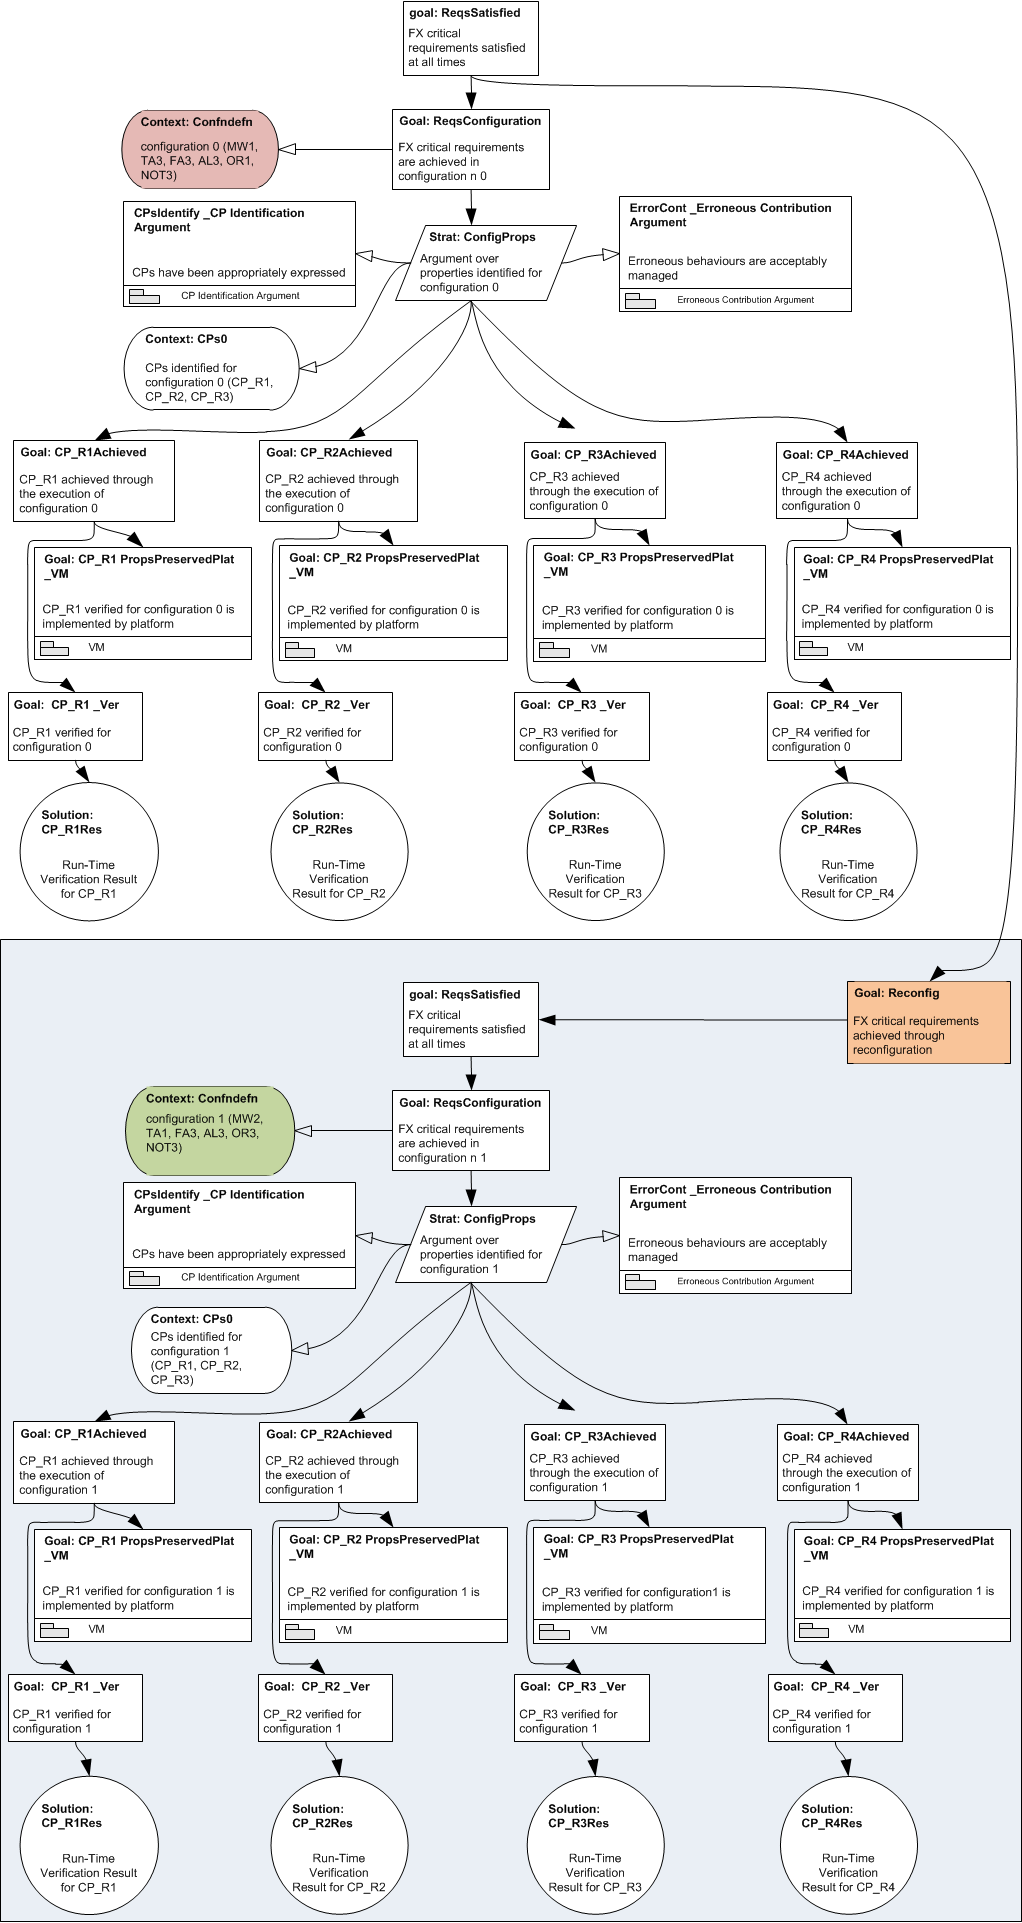 goal: ReqsSatisfied
FX critical
requirements satisfied
at all times
Context: Confndefn
configuration 0 (MW1,
TA3, FA3, AL3, OR1,
NOT3)
Goal: ReqsConfiguration
FX critical requirements
are achieved in
configuration n 0
CPsIdentify _CP Identification
Argument
CPs have been appropriately expressed
CP Identification Argument
Strat: ConfigProps
Argument over
properties identified for
configuration 0
ErrorCont _Erroneous Contribution
Argument
Erroneous behaviours are acceptably
managed
Erroneous Contribution Argument
Context: CPs0
CPs identified for
configuration 0 (CP_R1,
CP_R2, CP_R3)
Goal: CP_R1Achieved
CP_R1 achieved through
the execution of
configuration 0
Goal: CP_R2Achieved
CP_R2 achieved through
the execution of
configuration 0
Goal: CP_R3Achieved
CP_R3 achieved
through the execution of
configuration 0
Goal: CP_R4Achieved
CP_R4 achieved
through the execution of
configuration 0
Goal: CP_R1 PropsPreservedPlat
_VM
CP_R1 verified for configuration 0 is
implemented by platform
VM
Goal: CP_R2 PropsPreservedPlat
_VM
CP_R2 verified for configuration 0 is
implemented by platform
VM
Goal: CP_R3 PropsPreservedPlat
_VM
CP_R3 verified for configuration 0 is
implemented by platform
VM
Goal: CP_R4 PropsPreservedPlat
_VM
CP_R4 verified for configuration 0 is
implemented by platform
VM
Goal: CP_R1 _Ver
CP_R1 verified for
configuration 0
Goal: CP_R2 _Ver
CP_R2 verified for
configuration 0
Goal: CP_R3 _Ver
CP_R3 verified for
configuration 0
Goal: CP_R4 _Ver
CP_R4 verified for
configuration 0
Solution:
CP_R1Res
Run-Time
Verification Result
for CP_R1
Solution:
CP_R2Res
Run-Time
Verification
Result for CP_R2
Solution:
CP_R3Res
Run-Time
Verification
Result for CP_R3
Solution:
CP_R4Res
Run-Time
Verification
Result for CP_R4
goal: ReqsSatisfied
FX critical
requirements satisfied
at all times
Goal: Reconfig
FX critical requirements
achieved through
reconfiguration
Context: Confndefn
configuration 1 (MW2,
TA1, FA3, AL3, OR3,
NOT3)
Goal: ReqsConfiguration
FX critical requirements
are achieved in
configuration n 1
CPsIdentify _CP Identification
Argument
CPs have been appropriately expressed
CP Identification Argument
Strat: ConfigProps
Argument over
properties identified for
configuration 1
ErrorCont _Erroneous Contribution
Argument
Erroneous behaviours are acceptably
managed
Erroneous Contribution Argument
Context: CPs0
CPs identified for
configuration 1
(CP_R1, CP_R2,
CP_R3)
Goal: CP_R1Achieved
CP_R1 achieved through
the execution of
configuration 1
Goal: CP_R2Achieved
CP_R2 achieved through
the execution of
configuration 1
Goal: CP_R3Achieved
CP_R3 achieved
through the execution of
configuration 1
Goal: CP_R4Achieved
CP_R4 achieved
through the execution of
configuration 1
Goal: CP_R1 PropsPreservedPlat
_VM
CP_R1 verified for configuration 1 is
implemented by platform
VM
Goal: CP_R2 PropsPreservedPlat
_VM
CP_R2 verified for configuration 1 is
implemented by platform
VM
Goal: CP_R3 PropsPreservedPlat
_VM
CP_R3 verified for configuration1 is
implemented by platform
VM
Goal: CP_R4 PropsPreservedPlat
_VM
CP_R4 verified for configuration 1 is
implemented by platform
VM
Goal: CP_R1 _Ver
CP_R1 verified for
configuration 1
Goal: CP_R2 _Ver
CP_R2 verified for
configuration 1
Goal: CP_R3 _Ver
CP_R3 verified for
configuration 1
Goal: CP_R4 _Ver
CP_R4 verified for
configuration 1
Solution:
CP_R1Res
Run-Time
Verification Result
for CP_R1
Solution:
CP_R2Res
Run-Time
Verification
Result for CP_R2
Solution:
CP_R3Res
Run-Time
Verification
Result for CP_R3
Solution:
CP_R4Res
Run-Time
Verification
Result for CP_R4